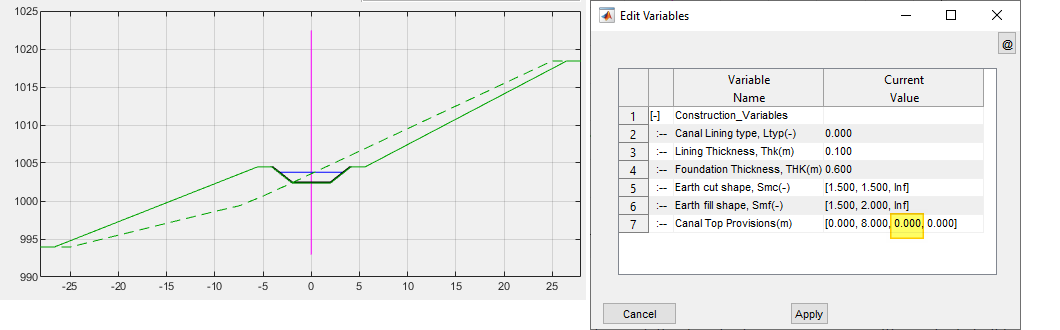 1025
1020
1015
1010
1005
1000
995
990
-25
-20
-15
-10
-5
0
5
10
15
20
25
Edit Variables
@
Variable Name
Current Value
1 [-] Construction_Variables
2 :-- Canal Lining type, Ltyp(-) 0.000
3 :-- Lining Thickness, Thk(m) 0.100
4 :-- Foundation Thickness, THK(m) 0.600
5 :-- Earth cut shape, Smc(-) [1.500, 1.500, Inf]
6 :-- Earth fill shape, Smf(-) [1.500, 2.000, Inf]
7 :-- Canal Top Provisions(m) [0.000, 8.000, 0.000, 0.000]
Cancel
Apply